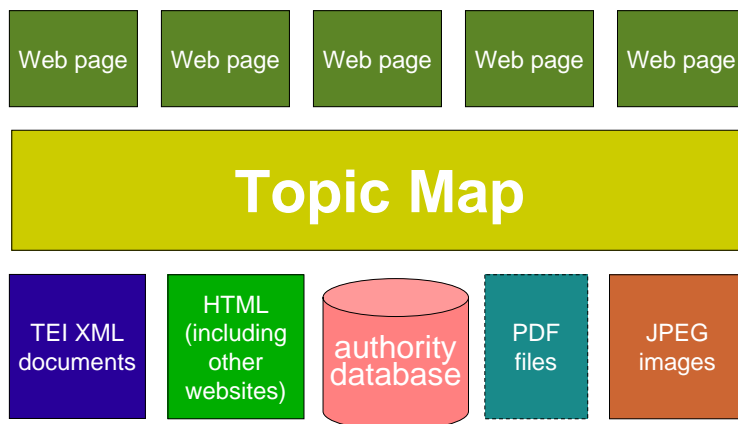 Web page
Web page
Web page
Web page
Web page
Topic Map
TEI XML
documents
HTML
(including
other
websites)
authority
database
PDF
files
JPEG
images